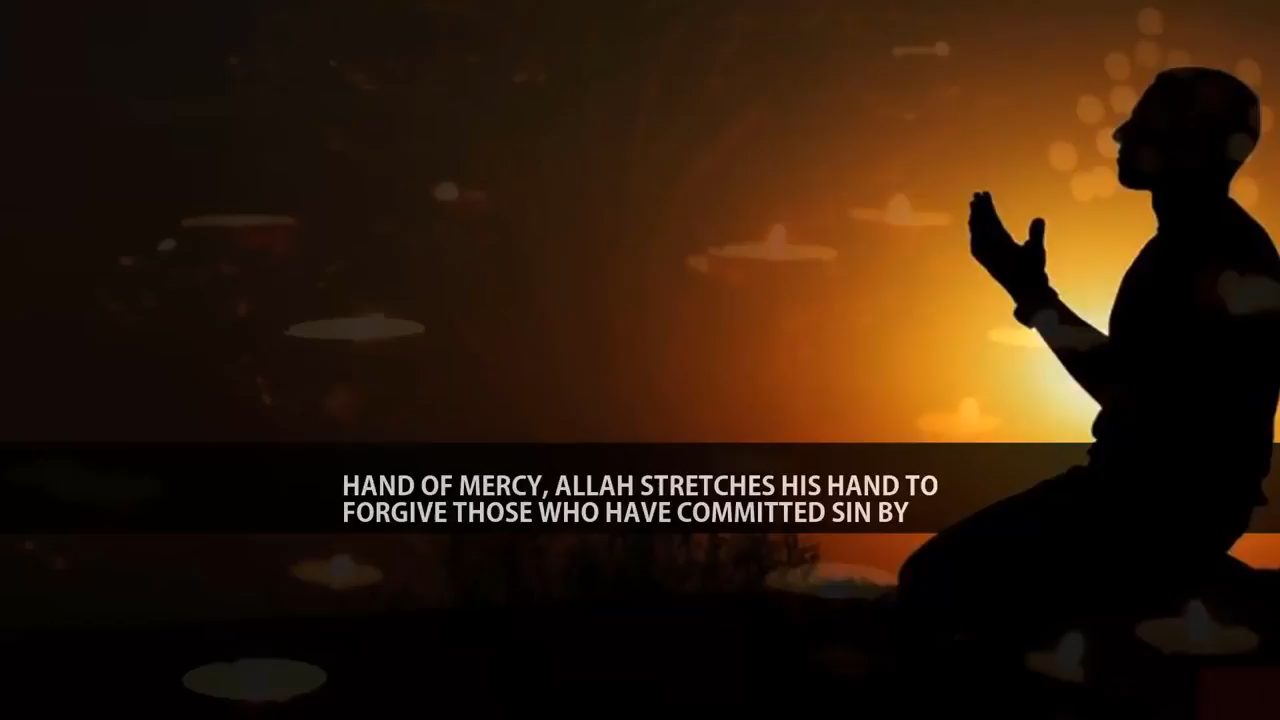 HAND OF MERCY, ALLAH STRETCHES HIS HAND TO
FORGIVE THOSE WHO HAVE COMMITTED SIN BY